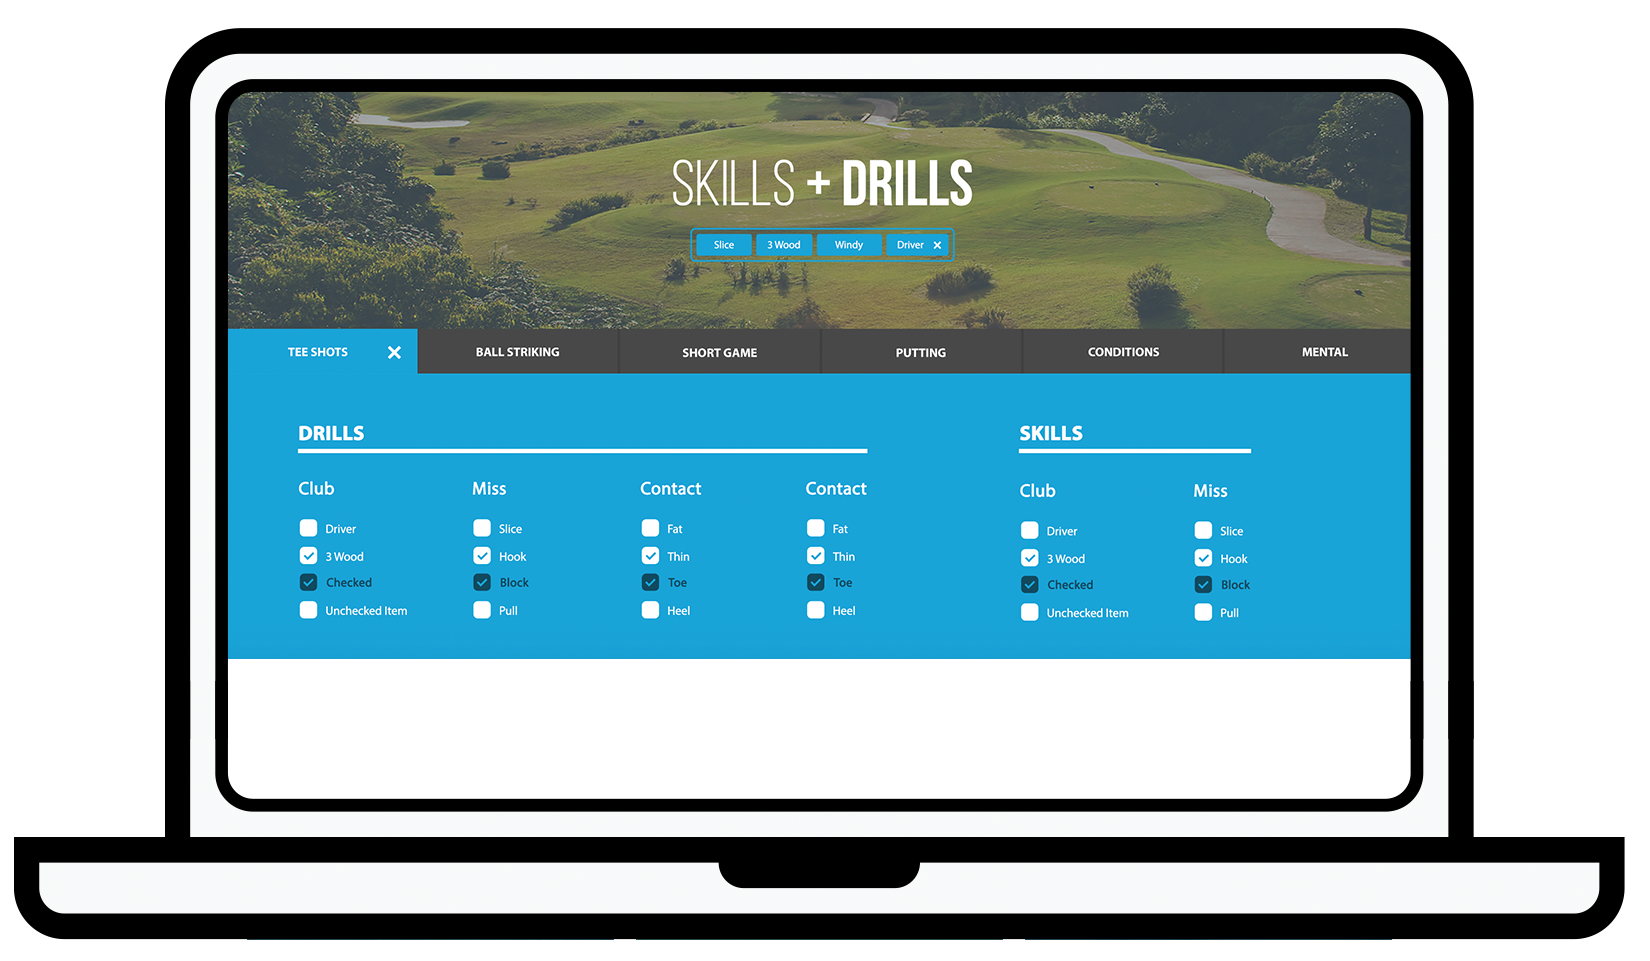 SKILLS + DRILLS
Slice 3 Wood Windy Driver
TEE SHOTS BALL STRIKING SHORT GAME PUTTING CONDITIONS MENTAL
DRILLS
Club Miss Contact Contact
Driver Slice Fat Fat
3 Wood Hook Thin Thin
Checked Block Toe Toe
Unchecked Item Pull Heel Heel
SKILLS
Club Miss
Driver Slice
3 Wood Hook
Checked Block
Unchecked Item Pull